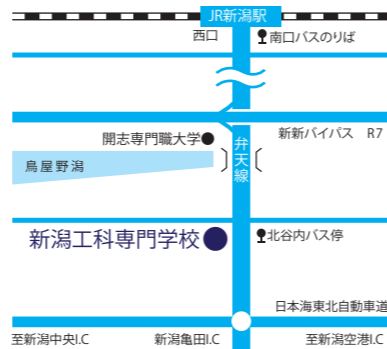 JR新潟駅
西口
南口バスのりば
新新バイパス R7
開志専門職大学
弁天線
鳥屋野潟
新潟工科専門学校
北谷内バス停
日本海東北自動車道
至新潟中央I.C
新潟亀田I.C
至新潟空港I.C